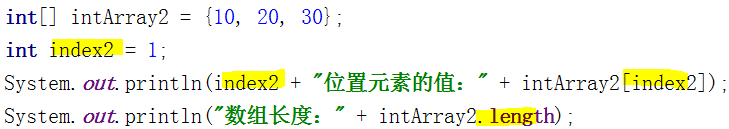 int[] intArray2 = {10, 20, 30};
int index2 = 1;
System.out.println(index2 + "位置元素的值：" + intArray2[index2]);
System.out.println("数组长度：" + intArray2.length);